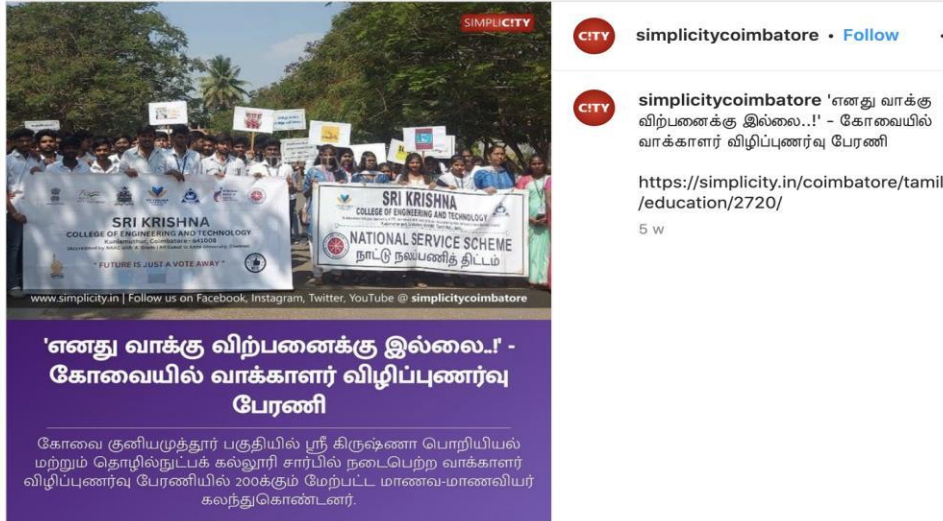 SIMPLICITY
SRI KRISHNA
COLLEGE OF ENGINEERING AND TECHNOLOGY
Kuniamuthur, Coimbatore - 641008
" FUTURE IS JUST A VOTE AWAY "
SRI KRISHNA
COLLEGE OF ENGINEERING AND TECHNOLOGY
NATIONAL SERVICE SCHEME
நாட்டு நலப்பணித் திட்டம்
www.simplicity.in | Follow us on Facebook, Instagram, Twitter, YouTube @ simplicitycoimbatore
'எனது வாக்கு விற்பனைக்கு இல்லை..!' -
கோவையில் வாக்காளர் விழிப்புணர்வு
பேரணி
கோவை குனியமுத்தூர் பகுதியில் ஸ்ரீ கிருஷ்ணா பொறியியல்
மற்றும் தொழில்நுட்பக் கல்லூரி சார்பில் நடைபெற்ற வாக்காளர்
விழிப்புணர்வு பேரணியில் 200க்கும் மேற்பட்ட மாணவ-மாணவியர்
கலந்துகொண்டனர்.
C!TY
simplicitycoimbatore • Follow
C!TY
simplicitycoimbatore 'எனது வாக்கு
விற்பனைக்கு இல்லை..!' - கோவையில்
வாக்காளர் விழிப்புணர்வு பேரணி
https://simplicity.in/coimbatore/tamil
/education/2720/
5 w